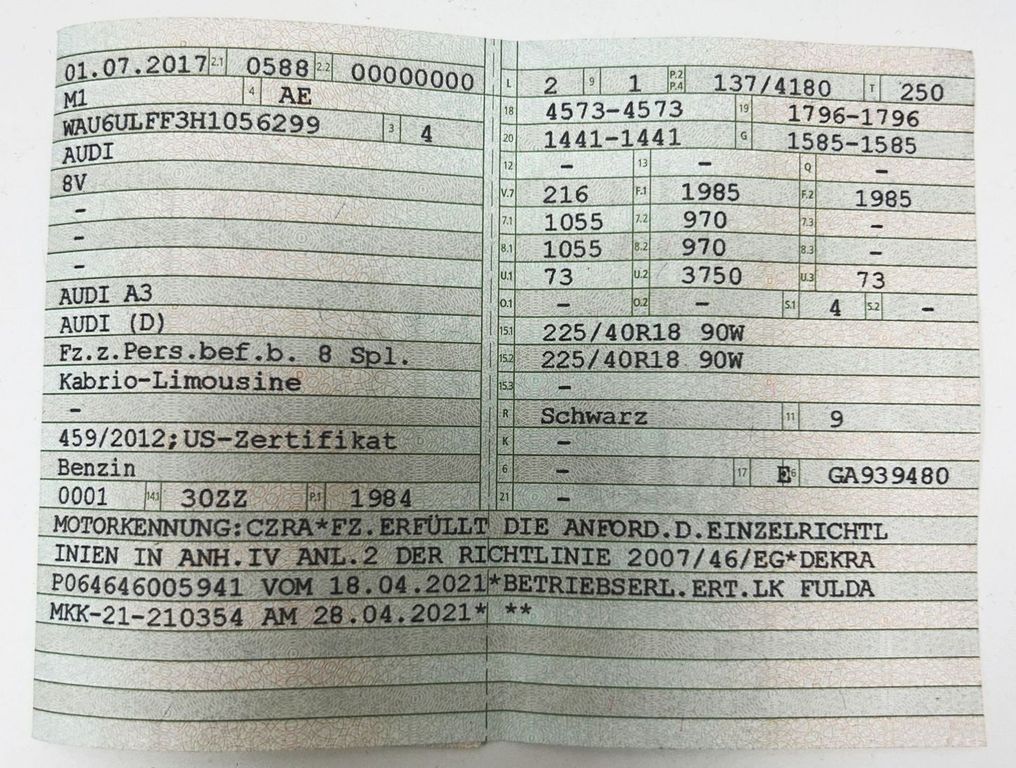 01.07.2017 2.1 0588 2.2 00000000
M1 4 AE
WAU6ULFF3H1056299 3 4
AUDI
8V
-
-
-
AUDI A3
AUDI (D)
Fz.z.Pers.bef.b. 8 Spl.
Kabrio-Limousine
-
459/2012;US-Zertifikat
Benzin
0001 14.1 30ZZ P.1 1984
L 2 9 1 P.2 P.4 137/4180 T 250
18 4573-4573 19 1796-1796
20 1441-1441 G 1585-1585
12 - 13 - Q -
V.7 216 F.1 1985 F.2 1985
7.1 1055 7.2 970 7.3 -
8.1 1055 8.2 970 8.3 -
U.1 73 U.2 3750 U.3 73
O.1 - O.2 - S.1 4 S.2 -
15.1 225/40R18 90W
15.2 225/40R18 90W
15.3 -
R Schwarz 11 9
K -
6 - 17 E 16 GA939480
21 -
MOTORKENNUNG:CZRA*FZ.ERFÜLLT DIE ANFORD.D.EINZELRICHTL
INIEN IN ANH.IV ANL.2 DER RICHTLINIE 2007/46/EG*DEKRA
P064646005941 VOM 18.04.2021*BETRIEBSERL.ERT.LK FULDA
MKK-21-210354 AM 28.04.2021* **